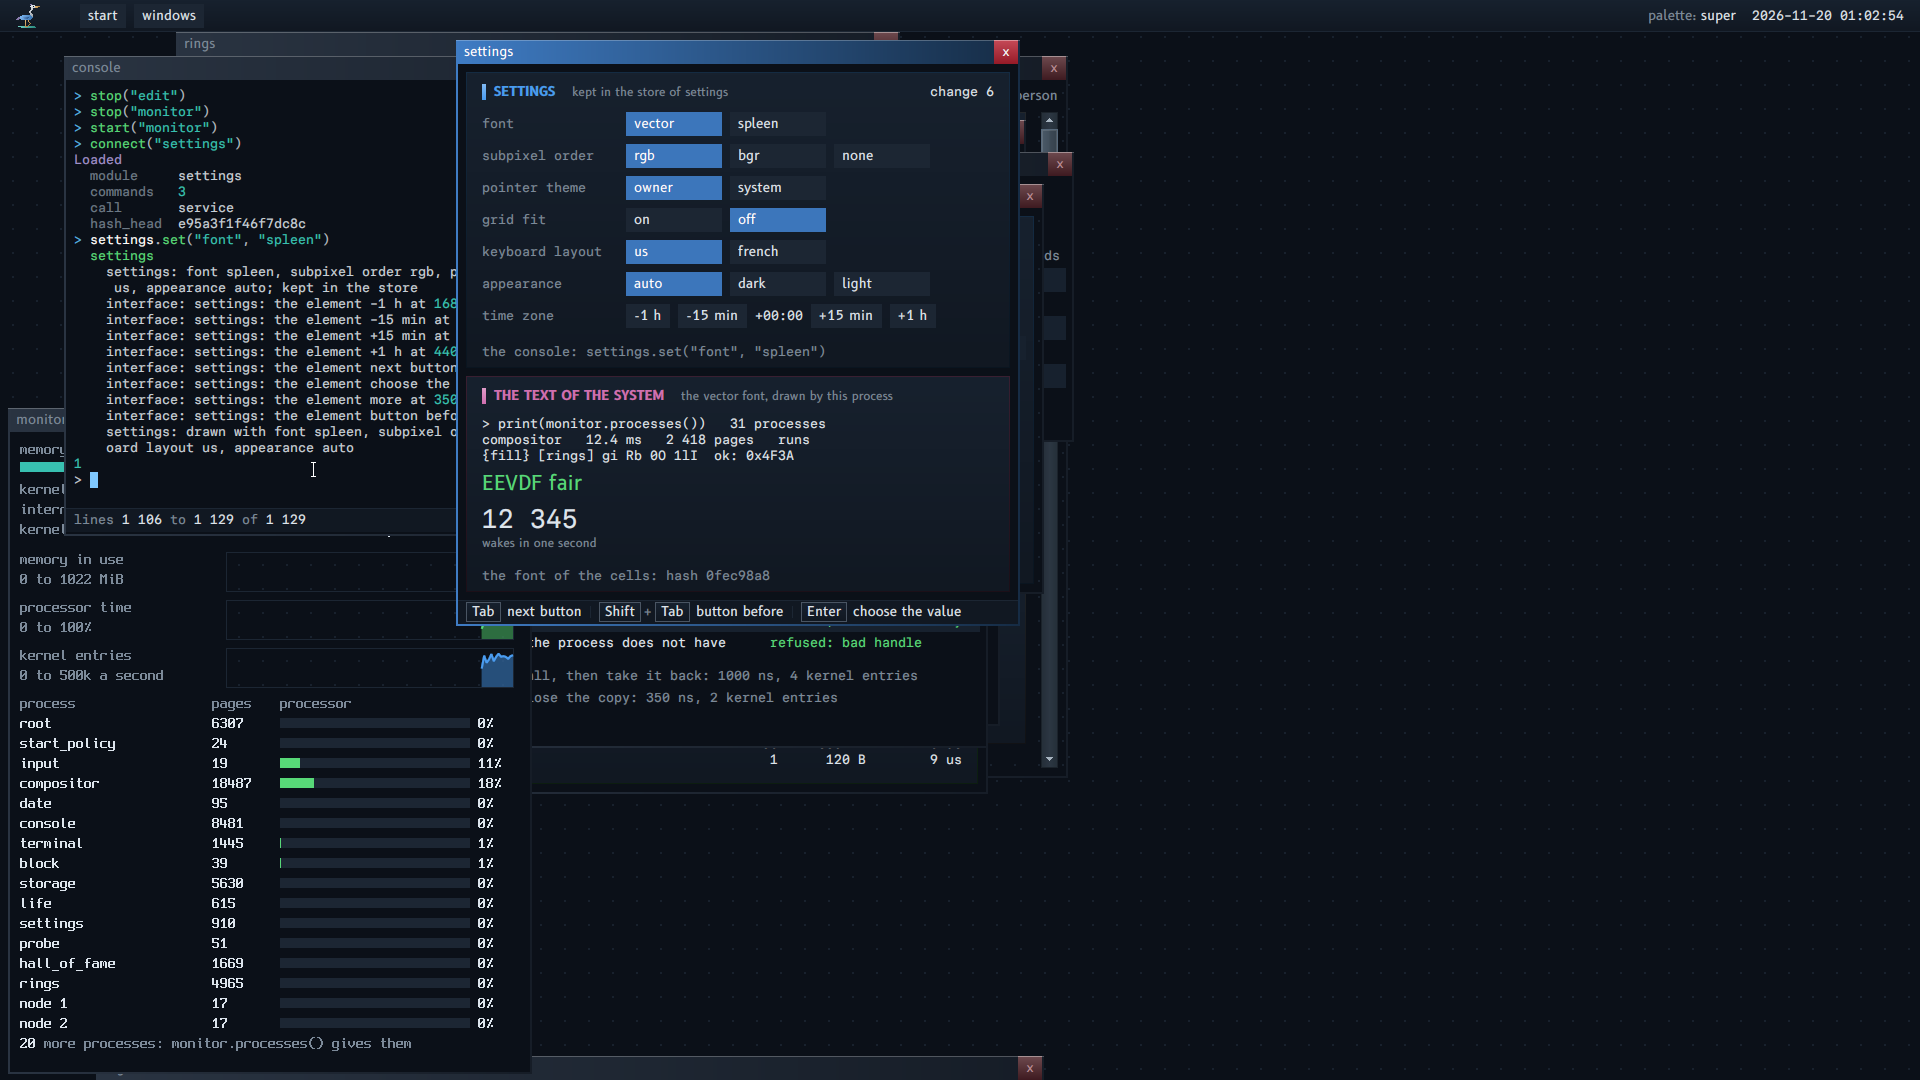 start windows palette: super 2026-11-20 01:02:54
rings
console
> stop("edit")
> stop("monitor")
> start("monitor")
> connect("settings")
Loaded
module settings
commands 3
call service
hash_head e95a3f1f46f7dc8c
> settings.set("font", "spleen")
settings
settings: font spleen, subpixel order rgb, p
us, appearance auto; kept in the store
interface: settings: the element -1 h at 168
interface: settings: the element -15 min at
interface: settings: the element +15 min at
interface: settings: the element +1 h at 440
interface: settings: the element next button
interface: settings: the element choose the
interface: settings: the element more at 350
interface: settings: the element button befo
settings: drawn with font spleen, subpixel o
oard layout us, appearance auto
1
>
lines 1 106 to 1 129 of 1 129
settings x
SETTINGS kept in the store of settings change 6
font vector spleen
subpixel order rgb bgr none
pointer theme owner system
grid fit on off
keyboard layout us french
appearance auto dark light
time zone -1 h -15 min +00:00 +15 min +1 h
the console: settings.set("font", "spleen")
THE TEXT OF THE SYSTEM the vector font, drawn by this process
> print(monitor.processes()) 31 processes
compositor 12.4 ms 2 418 pages runs
{fill} [rings] gi Rb 0O 1lI ok: 0x4F3A
EEVDF fair
12 345
wakes in one second
the font of the cells: hash 0fec98a8
Tab next button Shift + Tab button before Enter choose the value
x
erson
x
x
ds
the process does not have refused: bad handle
all, then take it back: 1000 ns, 4 kernel entries
lose the copy: 350 ns, 2 kernel entries
1 120 B 9 us
monitor
memory
kernel
inter
kernel
memory in use
0 to 1022 MiB
processor time
0 to 100%
kernel entries
0 to 500k a second
process pages processor
root 6307 0%
start_policy 24 0%
input 19 11%
compositor 18487 18%
date 95 0%
console 8481 0%
terminal 1445 1%
block 39 1%
storage 5630 0%
life 615 0%
settings 910 0%
probe 51 0%
hall_of_fame 1669 0%
rings 4965 0%
node 1 17 0%
node 2 17 0%
20 more processes: monitor.processes() gives them
x